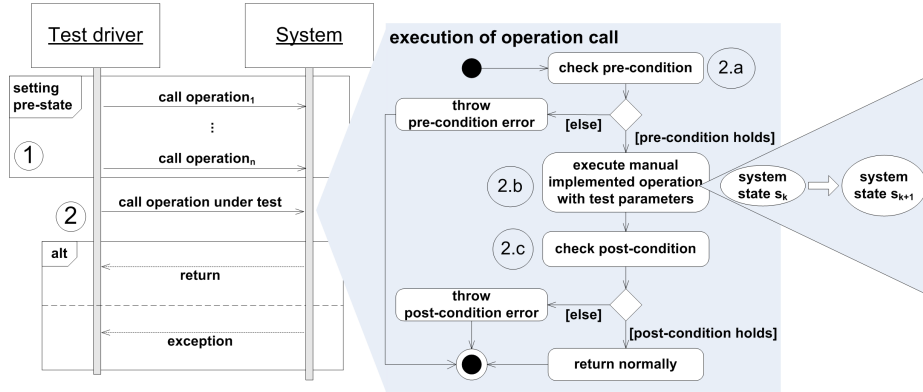 Test driver
System
setting
pre-state
call operation1
⋮
call operationn
1
2
call operation under test
alt
return
exception
execution of operation call
check pre-condition
2.a
throw
pre-condition error
[else]
[pre-condition holds]
2.b
execute manual
implemented operation
with test parameters
system
state sk
system
state sk+1
2.c
check post-condition
throw
post-condition error
[else]
[post-condition holds]
return normally